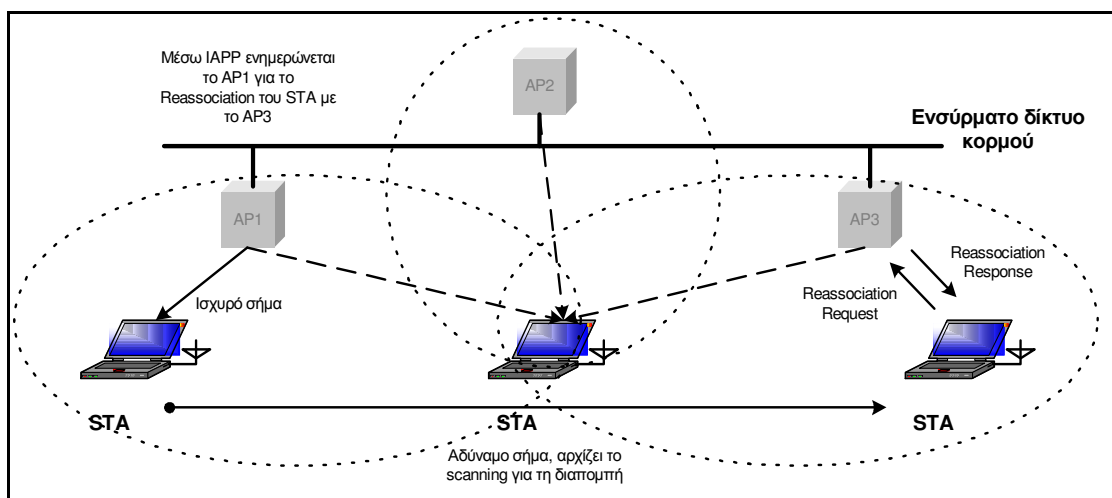 Μέσω IAPP ενημερώνεται
το AP1 για το
Reassociation του STA με
το AP3
AP2
Ενσύρματο δίκτυο
κορμού
AP1
AP3
Reassociation
Response
Ισχυρό σήμα
Reassociation
Request
STA
STA
STA
Αδύναμο σήμα, αρχίζει το
scanning για τη διαπομπή